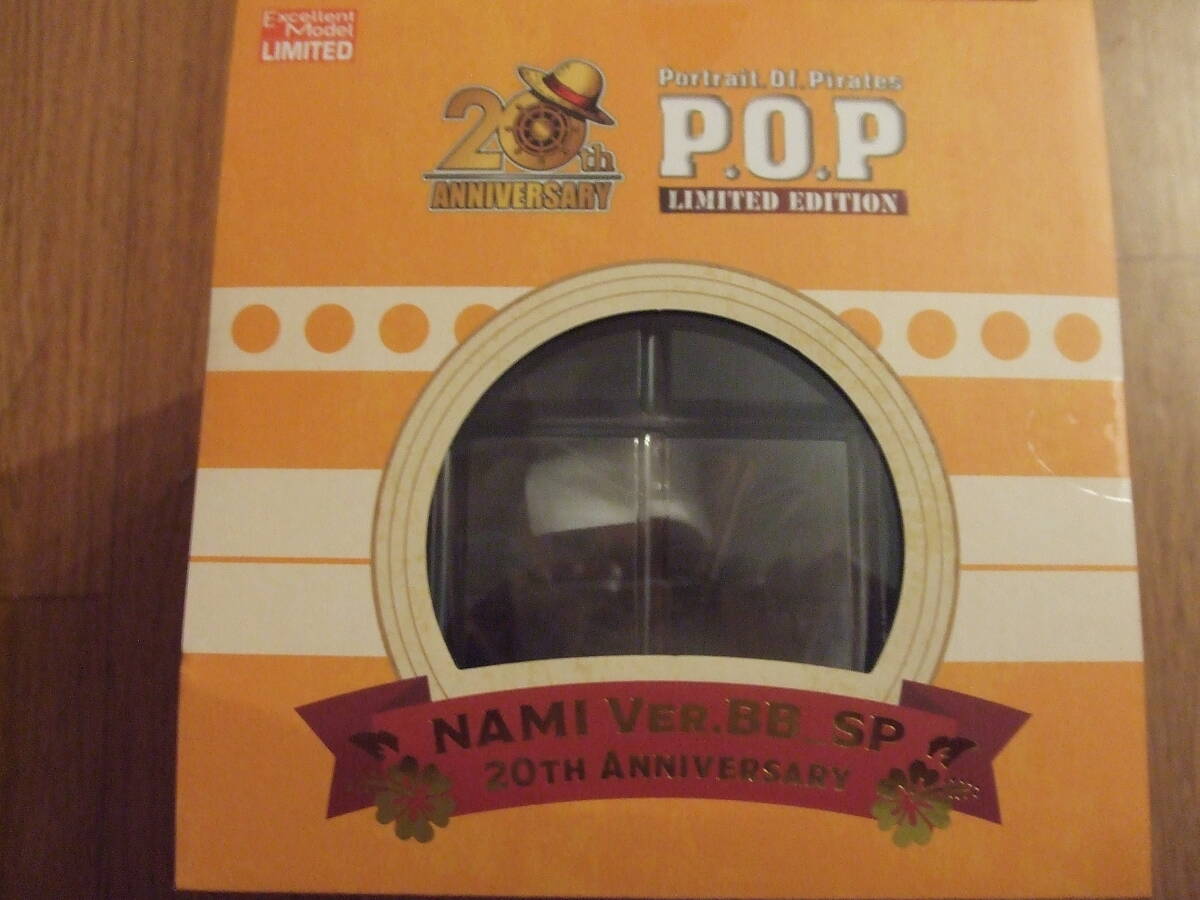 Excellent
Model
LIMITED
20th
ANNIVERSARY
Portrait.Of.Pirates
P.O.P
LIMITED EDITION
NAMI VER.BB_SP
20TH ANNIVERSARY